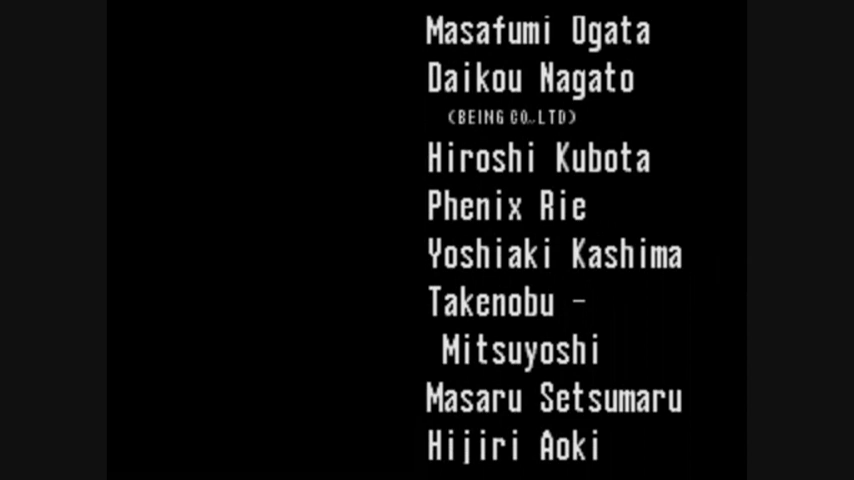 Masafumi Ogata
Daikou Nagato
(BEING CO.,LTD)
Hiroshi Kubota
Phenix Rie
Yoshiaki Kashima
Takenobu -
Mitsuyoshi
Masaru Setsumaru
Hijiri Aoki